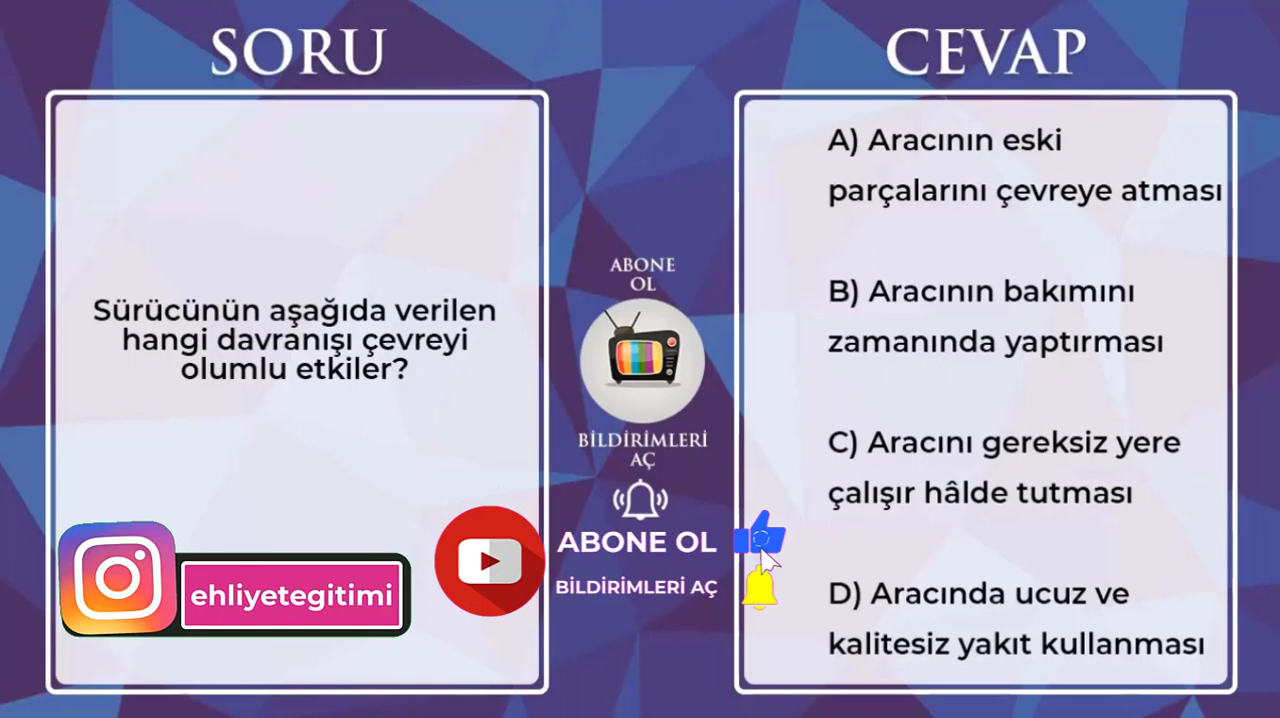 SORU
Sürücünün aşağıda verilen
hangi davranışı çevreyi
olumlu etkiler?
ehliyetegitimi
ABONE
OL
BİLDİRİMLERİ
AÇ
ABONE OL
BİLDİRİMLERİ AÇ
CEVAP
A) Aracının eski
parçalarını çevreye atması
B) Aracının bakımını
zamanında yaptırması
C) Aracını gereksiz yere
çalışır hâlde tutması
D) Aracında ucuz ve
kalitesiz yakıt kullanması